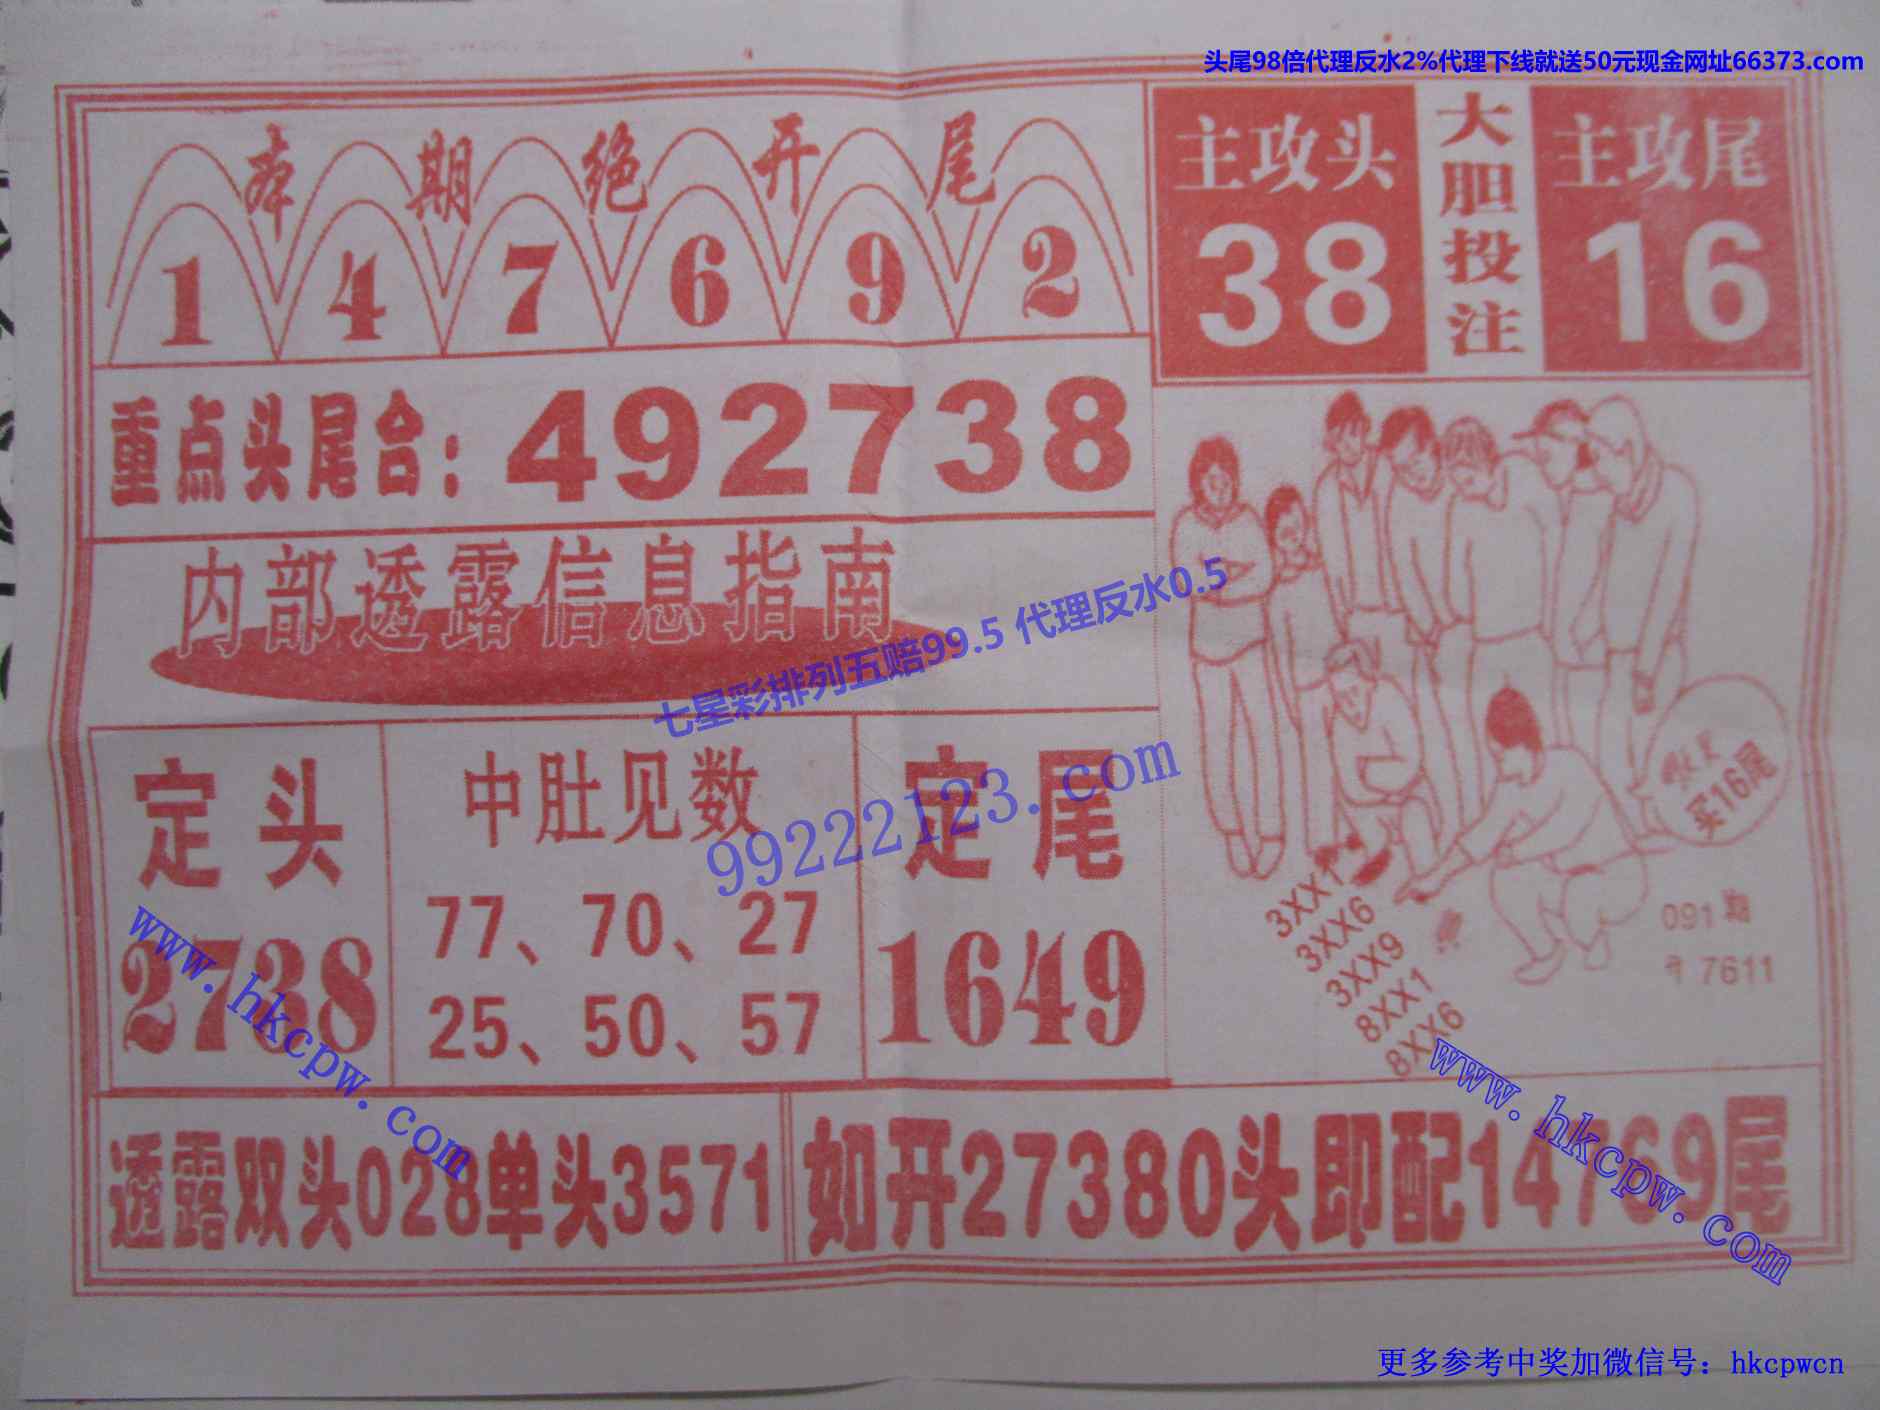 头尾98倍代理反水2%代理下线就送50元现金网址66373.com
本期绝开尾
1 4 7 6 9 2
主攻头
38
大胆投注
主攻尾
16
重点头尾合：492738
内部透露信息指南
七星彩排列五赔99.5 代理反水0.5
99222123.com
定头
2738
中肚见数
77、70、27
25、50、57
定尾
1649
买16尾
3XX1
3XX6
3XX9
8XX1
8XX6
091期
7611
www.hkcpw.com
www.hkcpw.com
透露双头028单头3571
如开27380头即配14769尾
更多参考中奖加微信号：hkcpwcn